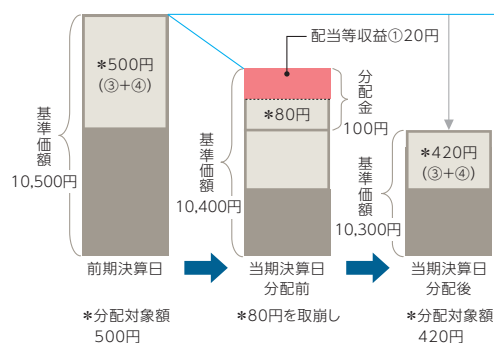 *500円
(③+④)
基準価額
10,500円
前期決算日
*分配対象額
500円
配当等収益①20円
*80円
分配金
100円
基準価額
10,400円
当期決算日
分配前
*80円を取崩し
*420円
(③+④)
基準価額
10,300円
当期決算日
分配後
*分配対象額
420円